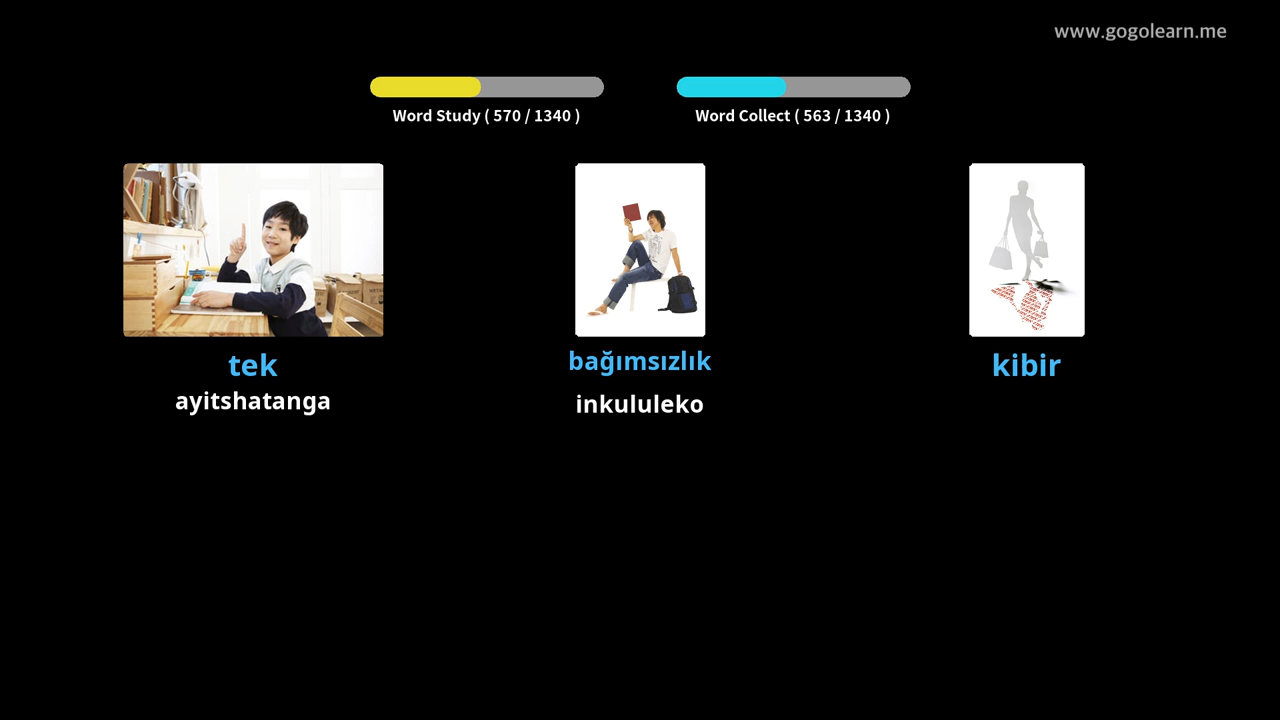 www.gogolearn.me
Word Study ( 570 / 1340 )
Word Collect ( 563 / 1340 )
tek
ayitshatanga
bağımsızlık
inkululeko
kibir